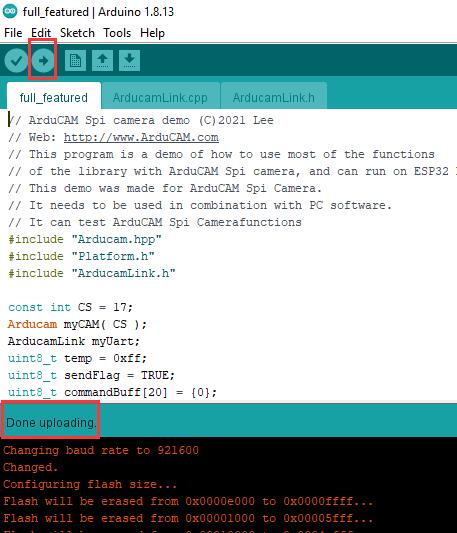 full_featured | Arduino 1.8.13
File Edit Sketch Tools Help
full_featured ArducamLink.cpp ArducamLink.h
// ArduCAM Spi camera demo (C)2021 Lee
// Web: http://www.ArduCAM.com
// This program is a demo of how to use most of the functions
// of the library with ArduCAM Spi camera, and can run on ESP32
// This demo was made for ArduCAM Spi Camera.
// It needs to be used in combination with PC software.
// It can test ArduCAM Spi Camerafunctions
#include "Arducam.hpp"
#include "Platform.h"
#include "ArducamLink.h"
const int CS = 17;
Arducam myCAM( CS );
ArducamLink myUart;
uint8_t temp = 0xff;
uint8_t sendFlag = TRUE;
uint8_t commandBuff[20] = {0};
Done uploading.
Changing baud rate to 921600
Changed.
Configuring flash size...
Flash will be erased from 0x0000e000 to 0x0000ffff...
Flash will be erased from 0x00001000 to 0x00005fff...